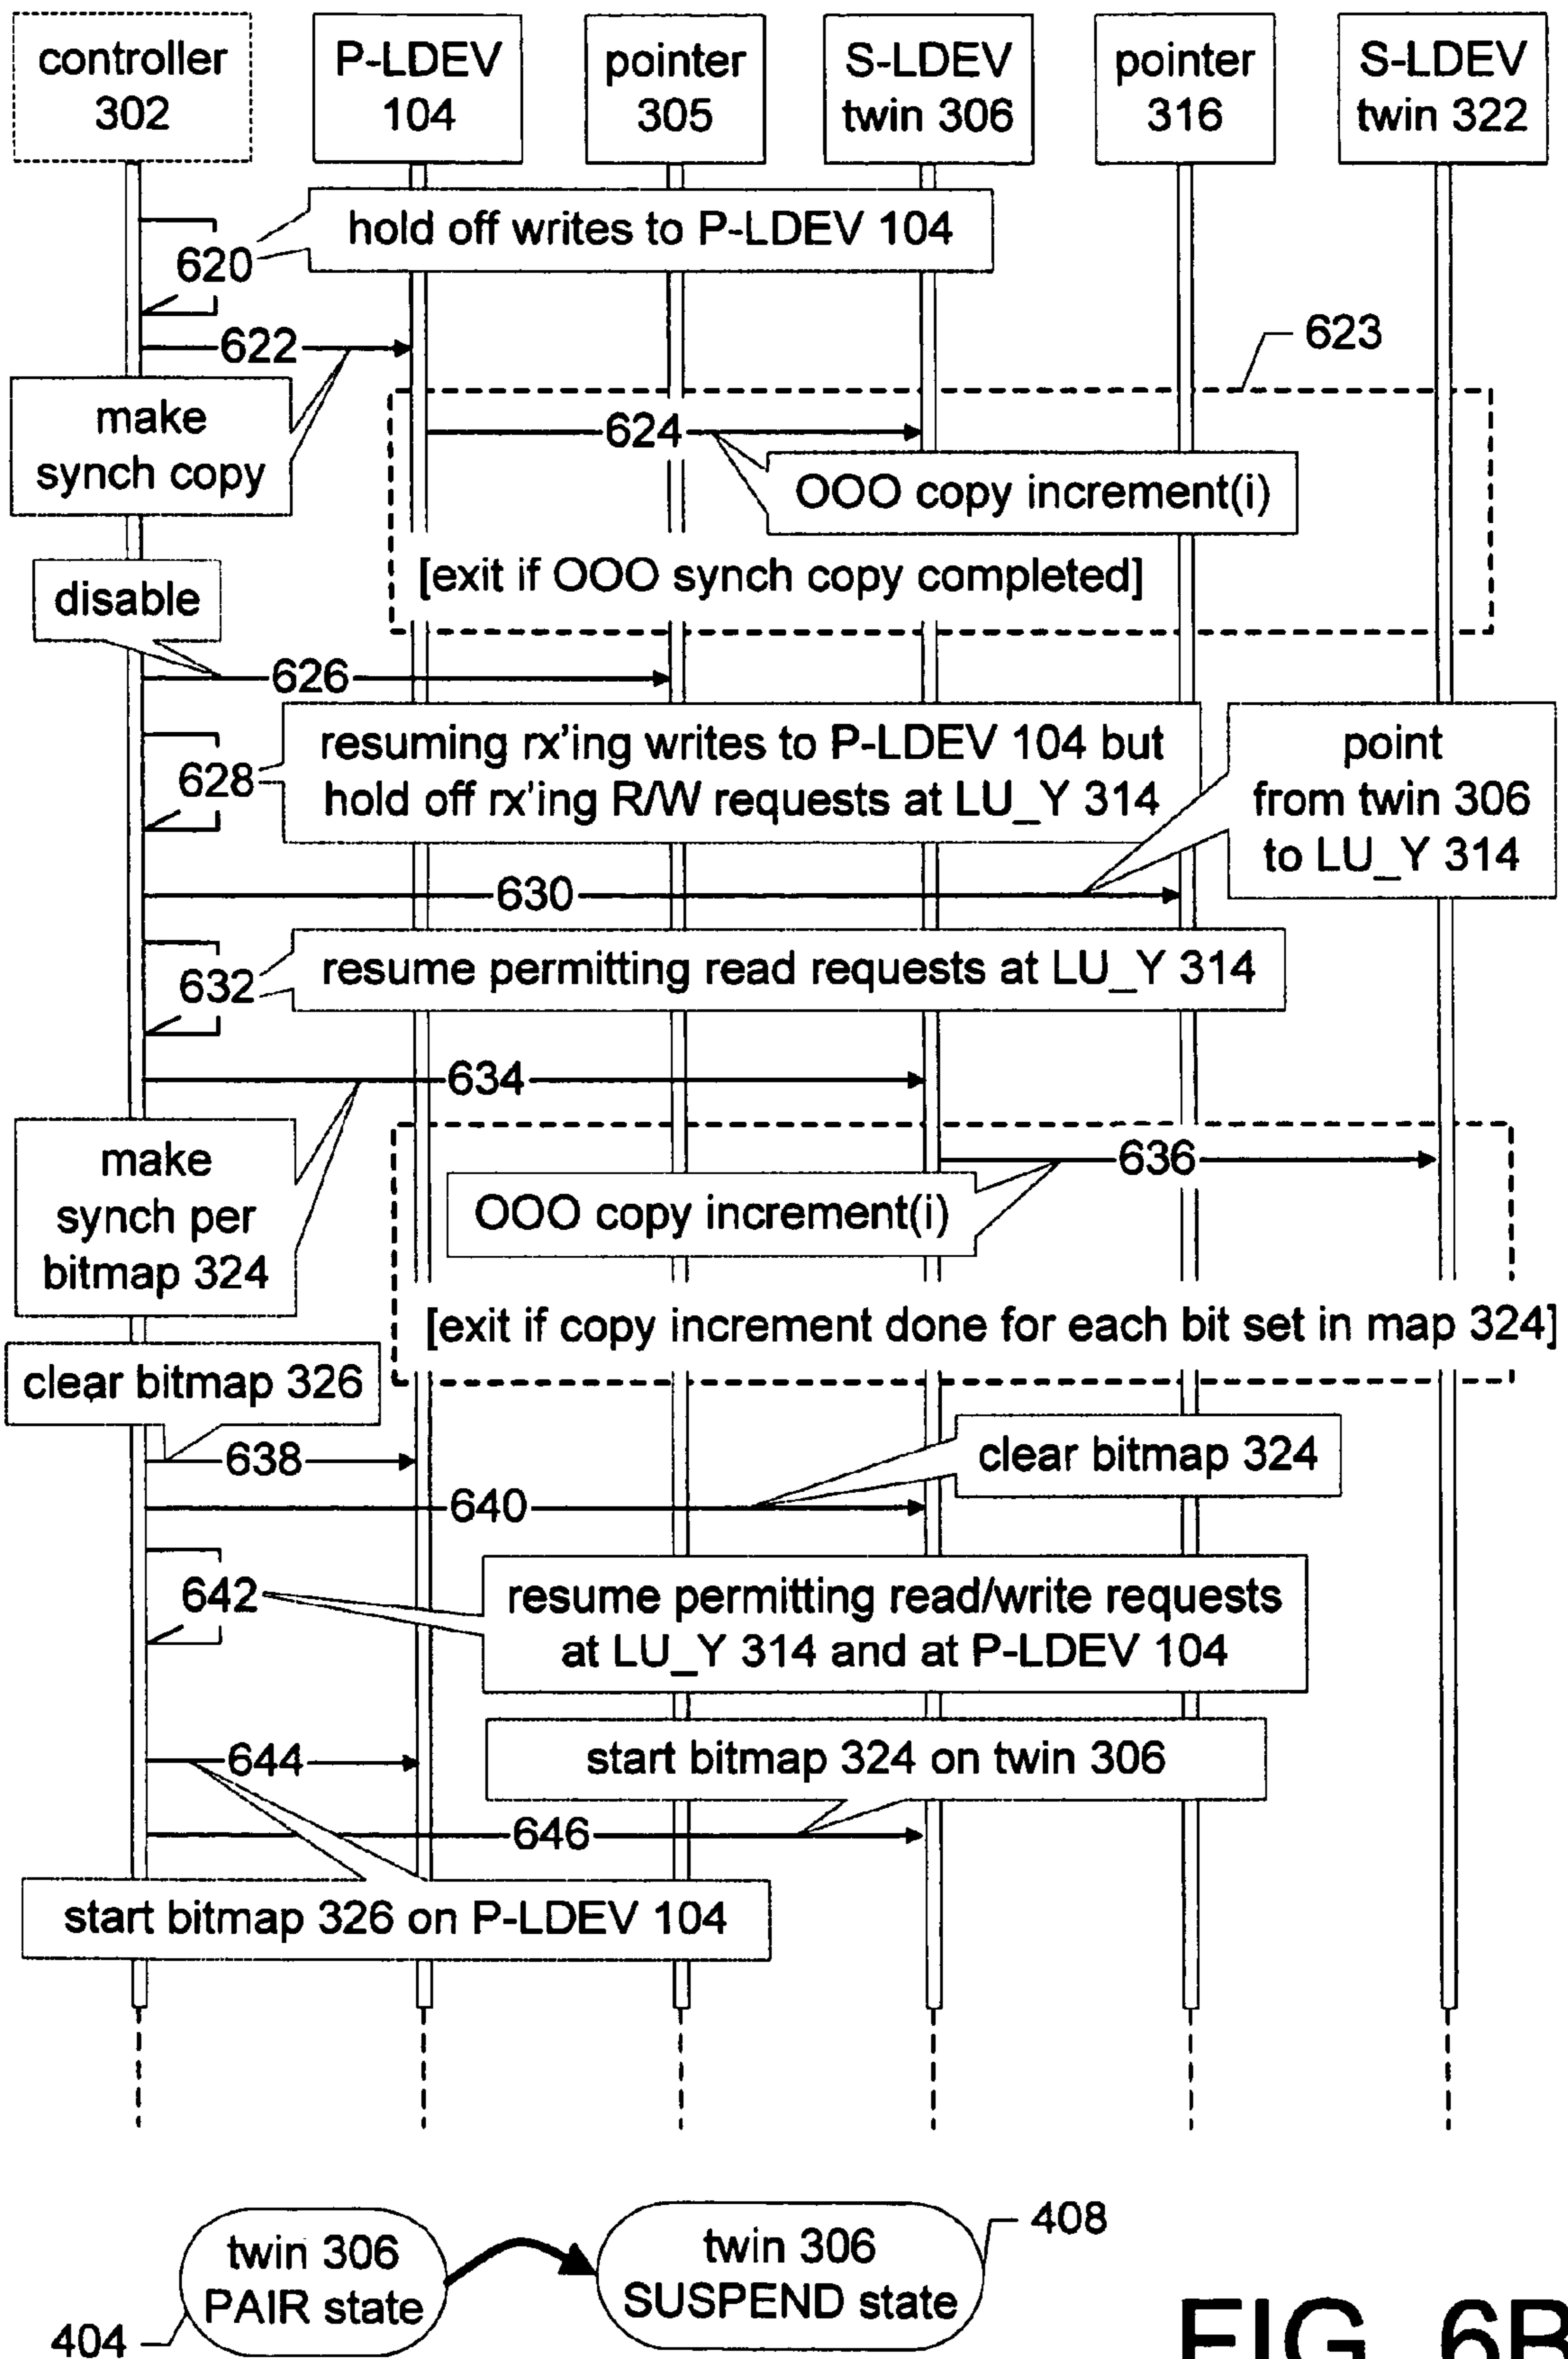 controller
302
P-LDEV
104
pointer
305
S-LDEV
twin 306
pointer
316
S-LDEV
twin 322
hold off writes to P-LDEV 104
620
622
623
make
synch copy
624
OOO copy increment(i)
[exit if OOO synch copy completed]
disable
626
resuming rx'ing writes to P-LDEV 104 but
hold off rx'ing R/W requests at LU_Y 314
628
point
from twin 306
to LU_Y 314
630
resume permitting read requests at LU_Y 314
632
634
make
synch per
bitmap 324
636
OOO copy increment(i)
[exit if copy increment done for each bit set in map 324]
clear bitmap 326
638
clear bitmap 324
640
642
resume permitting read/write requests
at LU_Y 314 and at P-LDEV 104
644
start bitmap 324 on twin 306
646
start bitmap 326 on P-LDEV 104
twin 306
PAIR state
404
twin 306
SUSPEND state
408
FIG. 6B